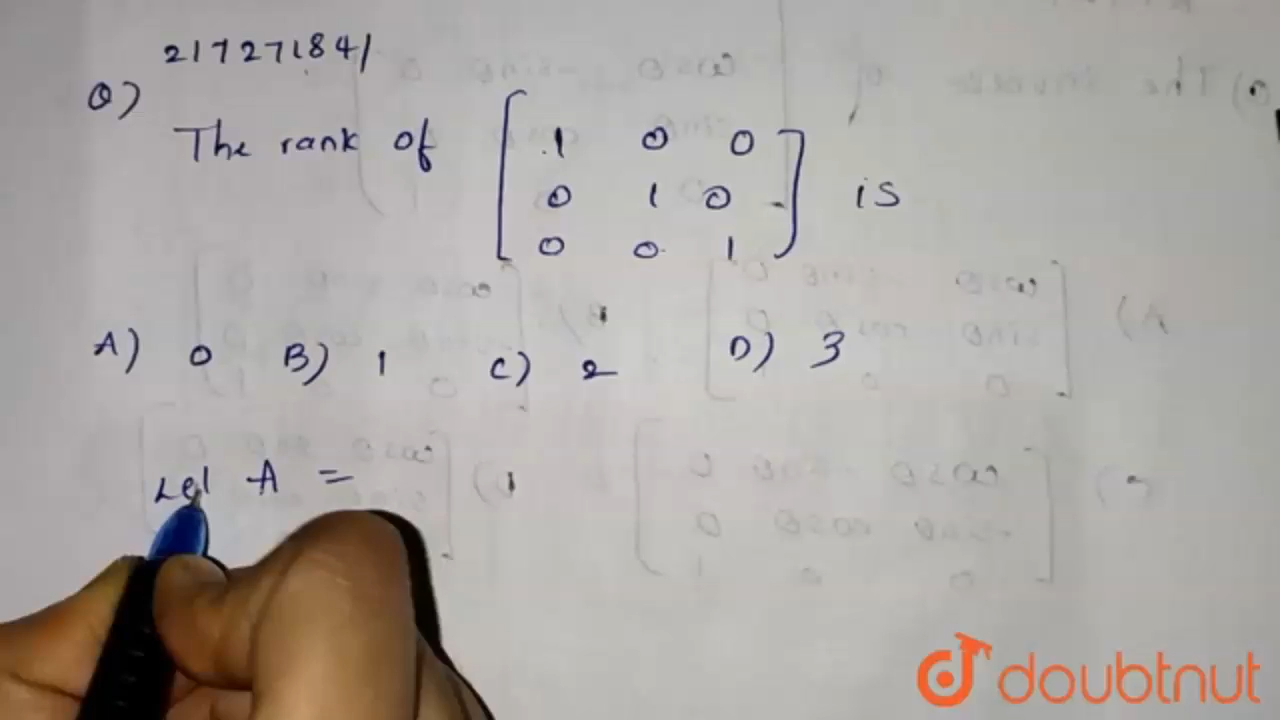 217271841
Q)
The rank of [ 1 0 0
0 1 0
0 0 1 ] is
A) 0 B) 1 C) 2 D) 3
Let A =
doubtnut